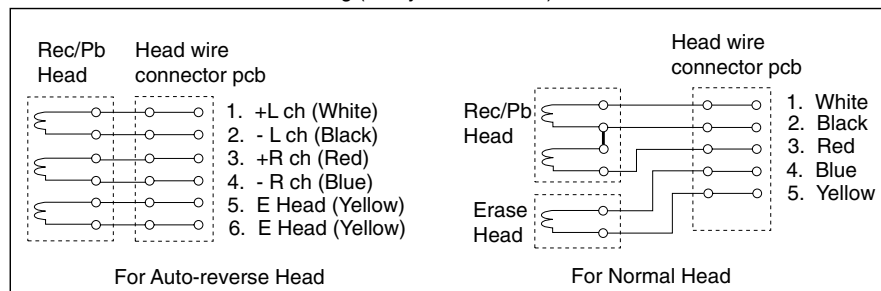 Rec/Pb
Head
Head wire
connector pcb
1. +L ch (White)
2. - L ch (Black)
3. +R ch (Red)
4. - R ch (Blue)
5. E Head (Yellow)
6. E Head (Yellow)
For Auto-reverse Head
Head wire
connector pcb
Rec/Pb
Head
1. White
2. Black
3. Red
4. Blue
5. Yellow
Erase
Head
For Normal Head